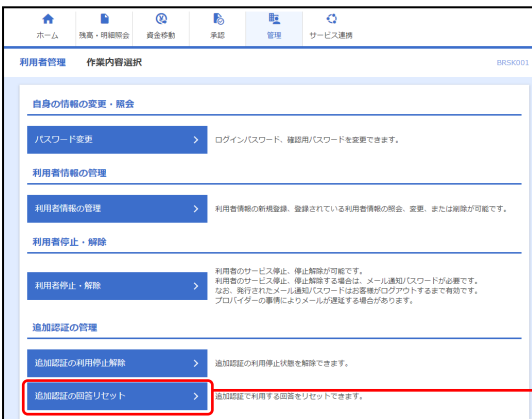 ホーム 残高・明細照会 資金移動 承認 管理 サービス連携
利用者管理 作業内容選択 BRSK001
自身の情報の変更・照会
パスワード変更 ログインパスワード、確認用パスワードを変更できます。
利用者情報の管理
利用者情報の管理 利用者情報の新規登録、登録されている利用者情報の照会、変更、または削除が可能です。
利用者停止・解除
利用者のサービス停止、停止解除が可能です。
利用者停止・解除 利用者のサービス停止、停止解除する場合は、メール通知パスワードが必要です。
なお、発行されたメール通知パスワードはお客様がログアウトするまで有効です。
プロバイダーの事情によりメールが遅延する場合があります。
追加認証の管理
追加認証の利用停止解除 追加認証の利用停止状態を解除できます。
追加認証の回答リセット 追加認証で利用する回答をリセットできます。